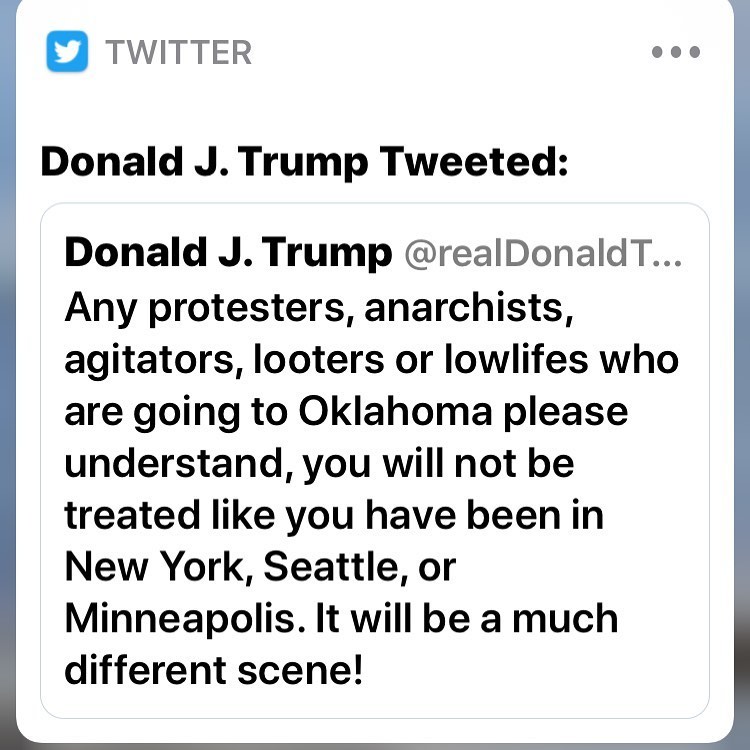 TWITTER
Donald J. Trump Tweeted:
Donald J. Trump @realDonaldT...
Any protesters, anarchists,
agitators, looters or lowlifes who
are going to Oklahoma please
understand, you will not be
treated like you have been in
New York, Seattle, or
Minneapolis. It will be a much
different scene!